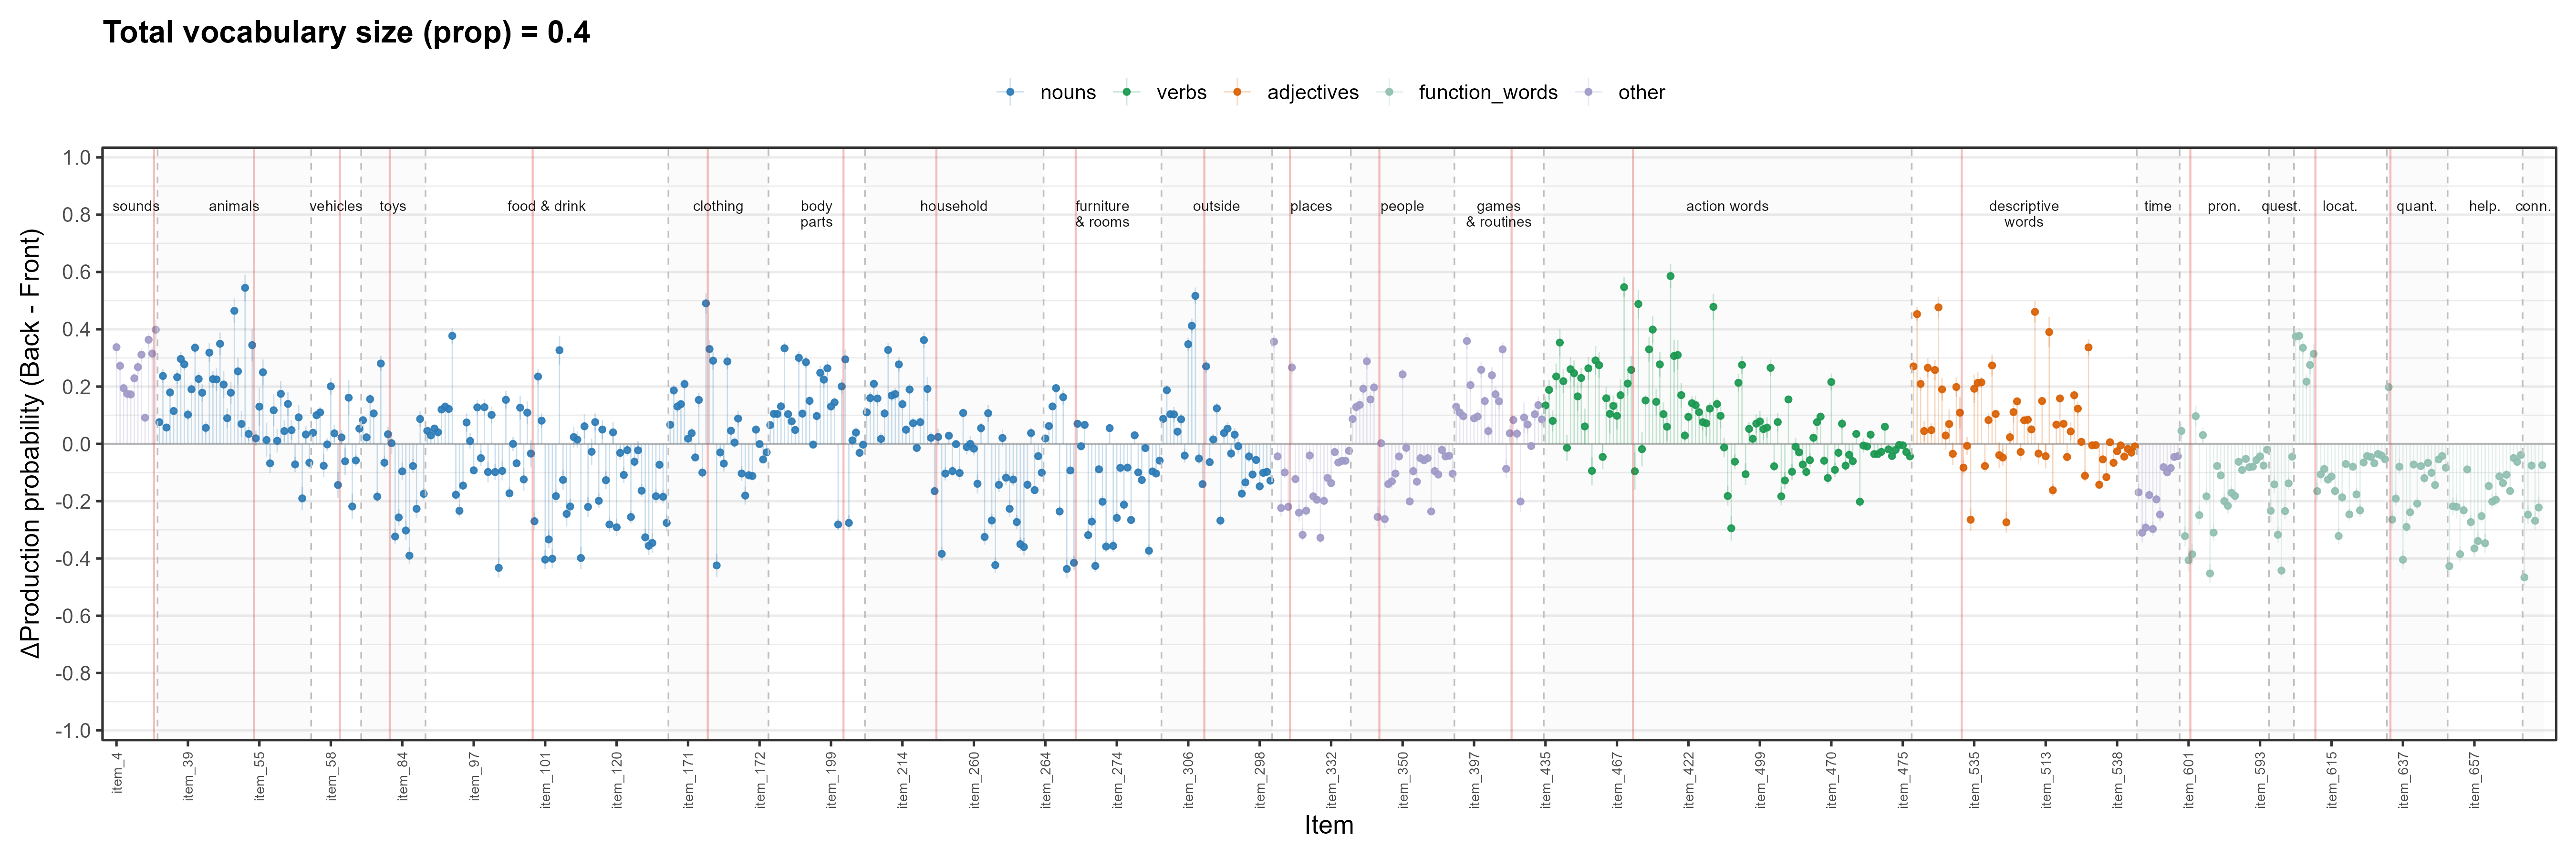 Total vocabulary size (prop) = 0.4
nouns verbs adjectives function_words other
sounds animals vehicles toys food & drink clothing body parts household furniture & rooms outside places people games & routines action words descriptive words time pron. quest. locat. quant. help. conn.
1.0
0.8
0.6
0.4
0.2
0.0
-0.2
-0.4
-0.6
-0.8
-1.0
ΔProduction probability (Back - Front)
item_4 item_39 item_55 item_58 item_84 item_97 item_101 item_120 item_171 item_172 item_195 item_214 item_260 item_264 item_274 item_306 item_298 item_332 item_350 item_397 item_435 item_467 item_422 item_499 item_470 item_475 item_535 item_513 item_538 item_601 item_593 item_615 item_637 item_657
Item